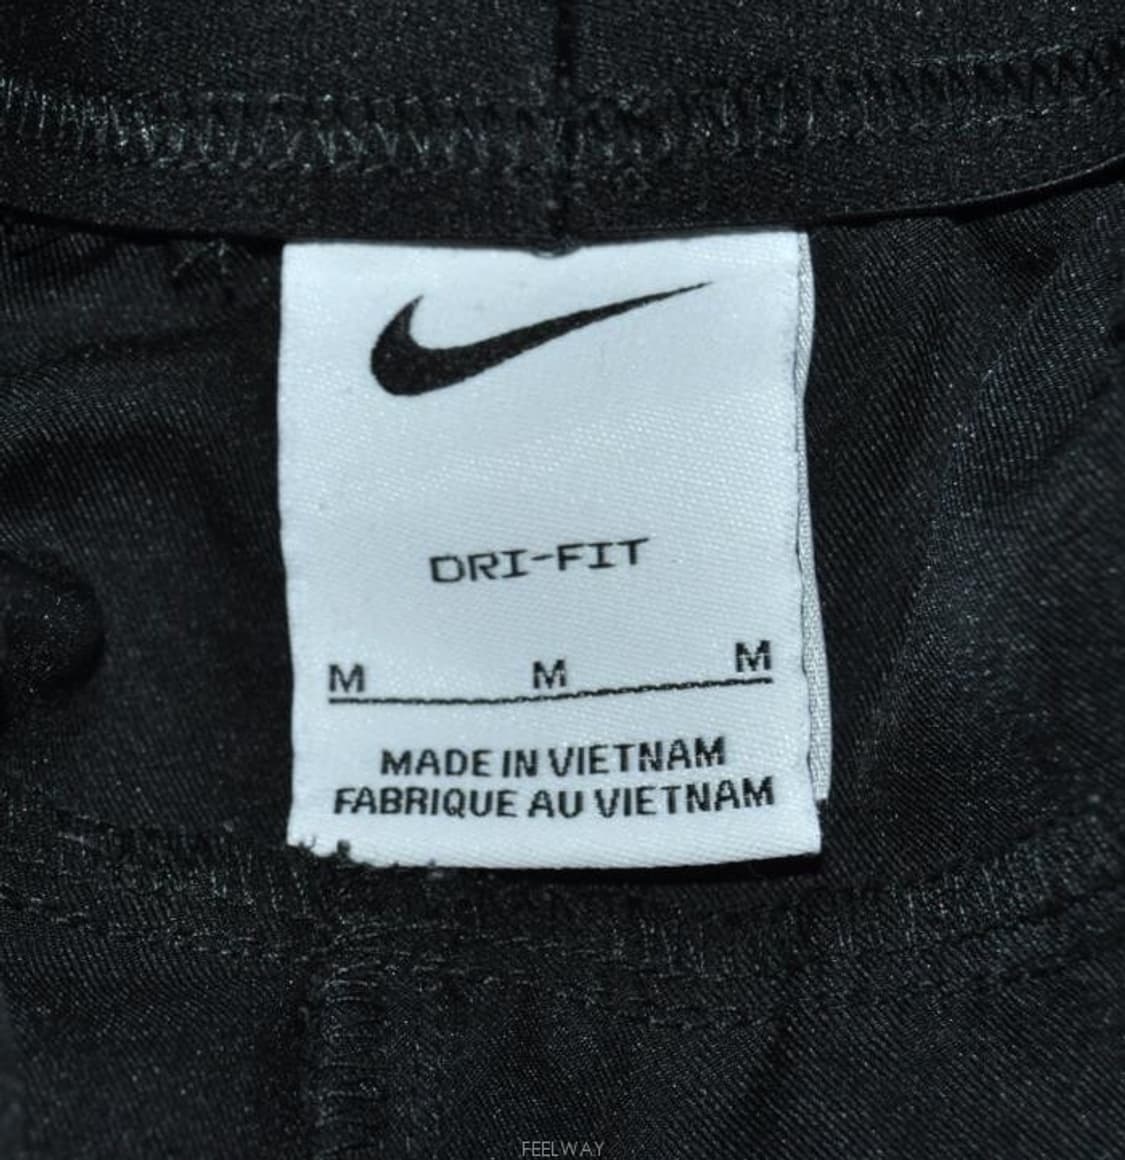 DRI-FIT
M M M
MADE IN VIETNAM
FABRIQUE AU VIETNAM
FEELWAY